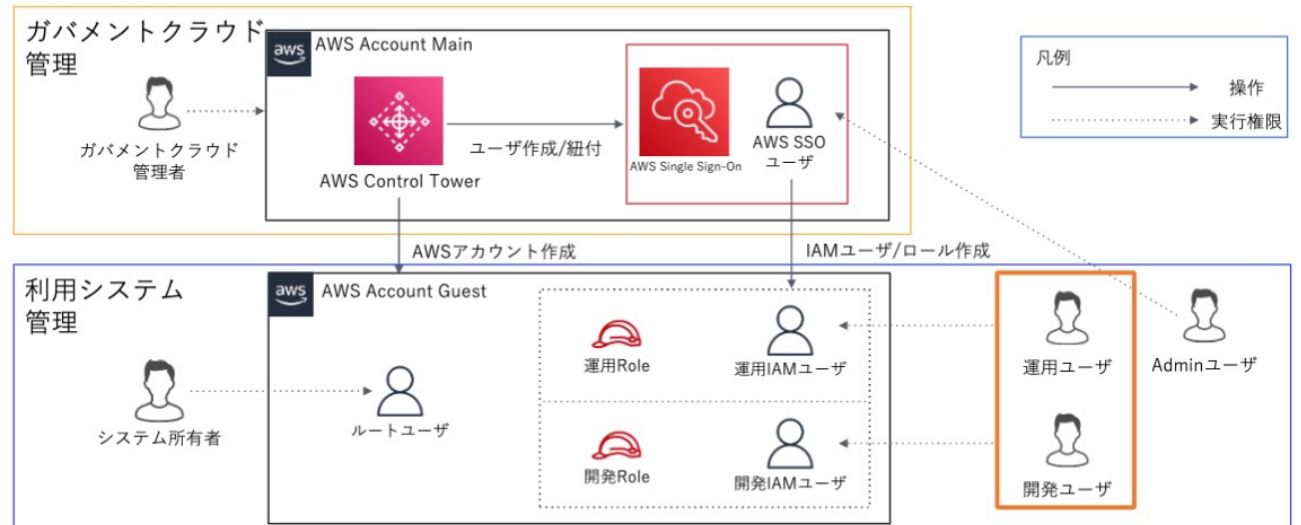 ガバメントクラウド
管理
aws
AWS Account Main
ガバメントクラウド
管理者
AWS Control Tower
ユーザ作成/紐付
AWS Single Sign-On
AWS SSO
ユーザ
凡例
操作
実行権限
AWSアカウント作成
IAMユーザ/ロール作成
利用システム
管理
aws
AWS Account Guest
システム所有者
ルートユーザ
運用Role
運用IAMユーザ
開発Role
開発IAMユーザ
運用ユーザ
Adminユーザ
開発ユーザ